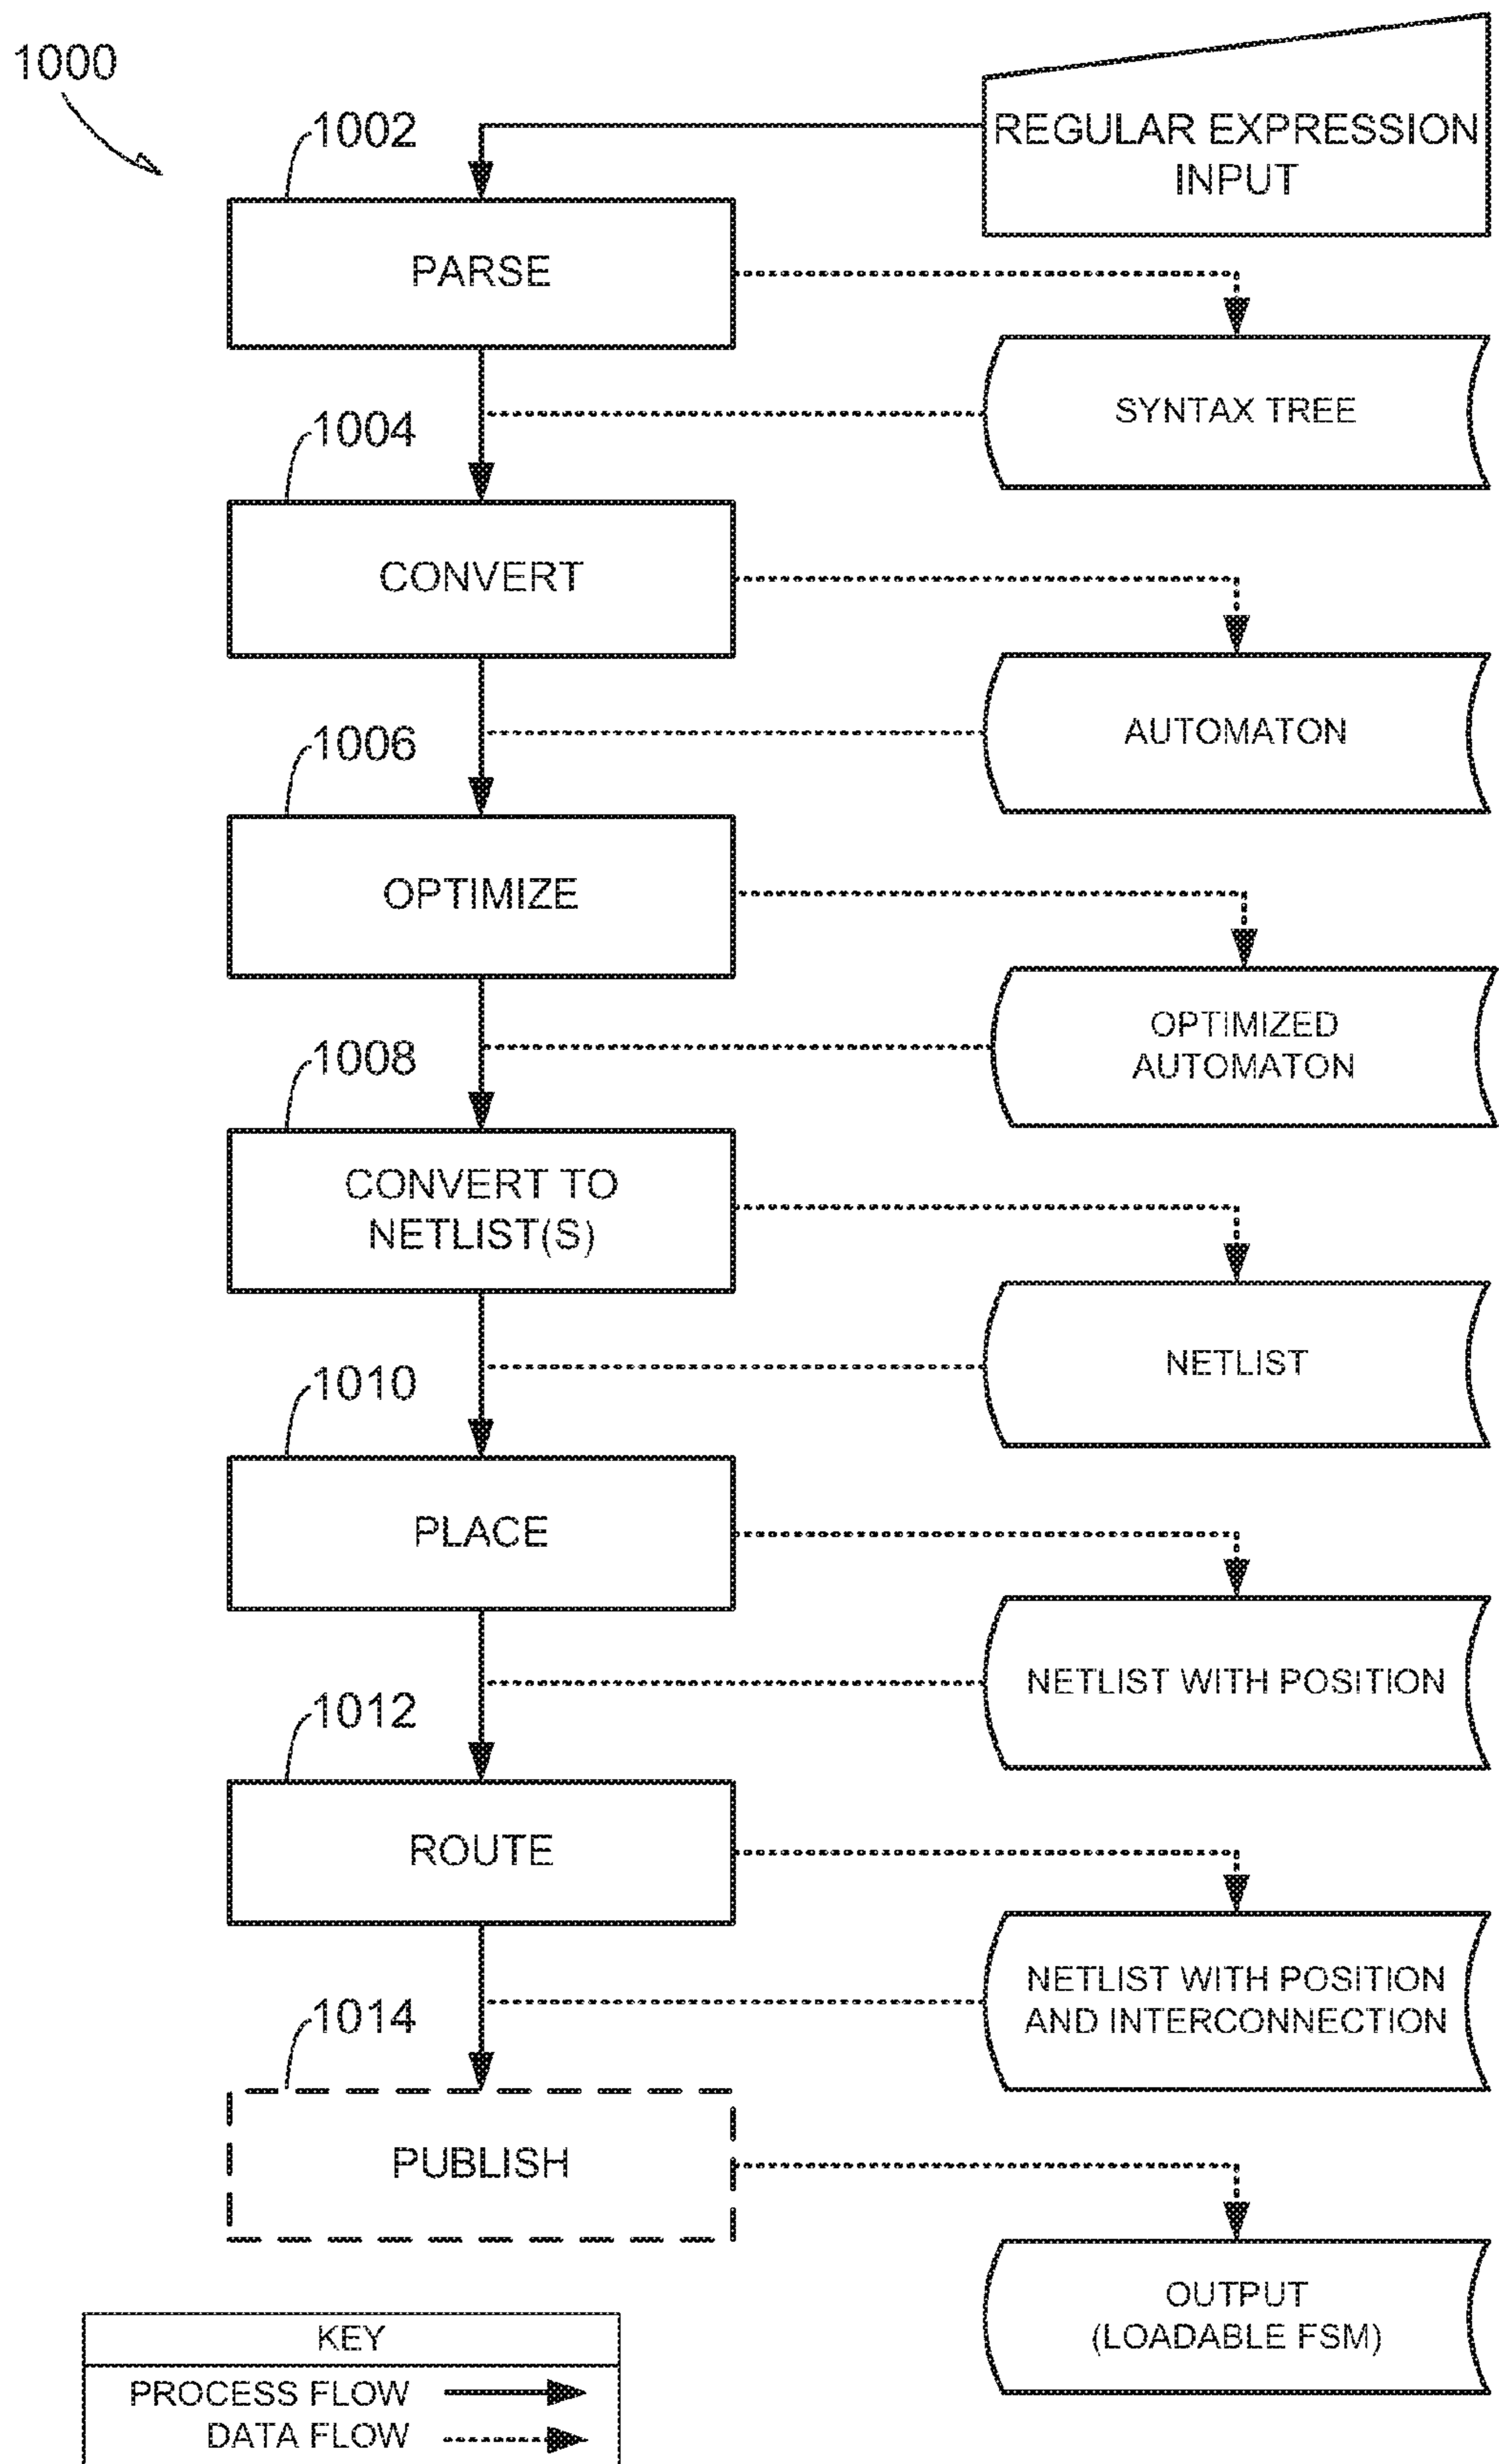 1000
1002
REGULAR EXPRESSION
INPUT
PARSE
SYNTAX TREE
1004
CONVERT
AUTOMATON
1006
OPTIMIZE
OPTIMIZED
AUTOMATON
1008
CONVERT TO
NETLIST(S)
NETLIST
1010
PLACE
NETLIST WITH POSITION
1012
ROUTE
NETLIST WITH POSITION
AND INTERCONNECTION
1014
PUBLISH
OUTPUT
(LOADABLE FSM)
KEY
PROCESS FLOW
DATA FLOW